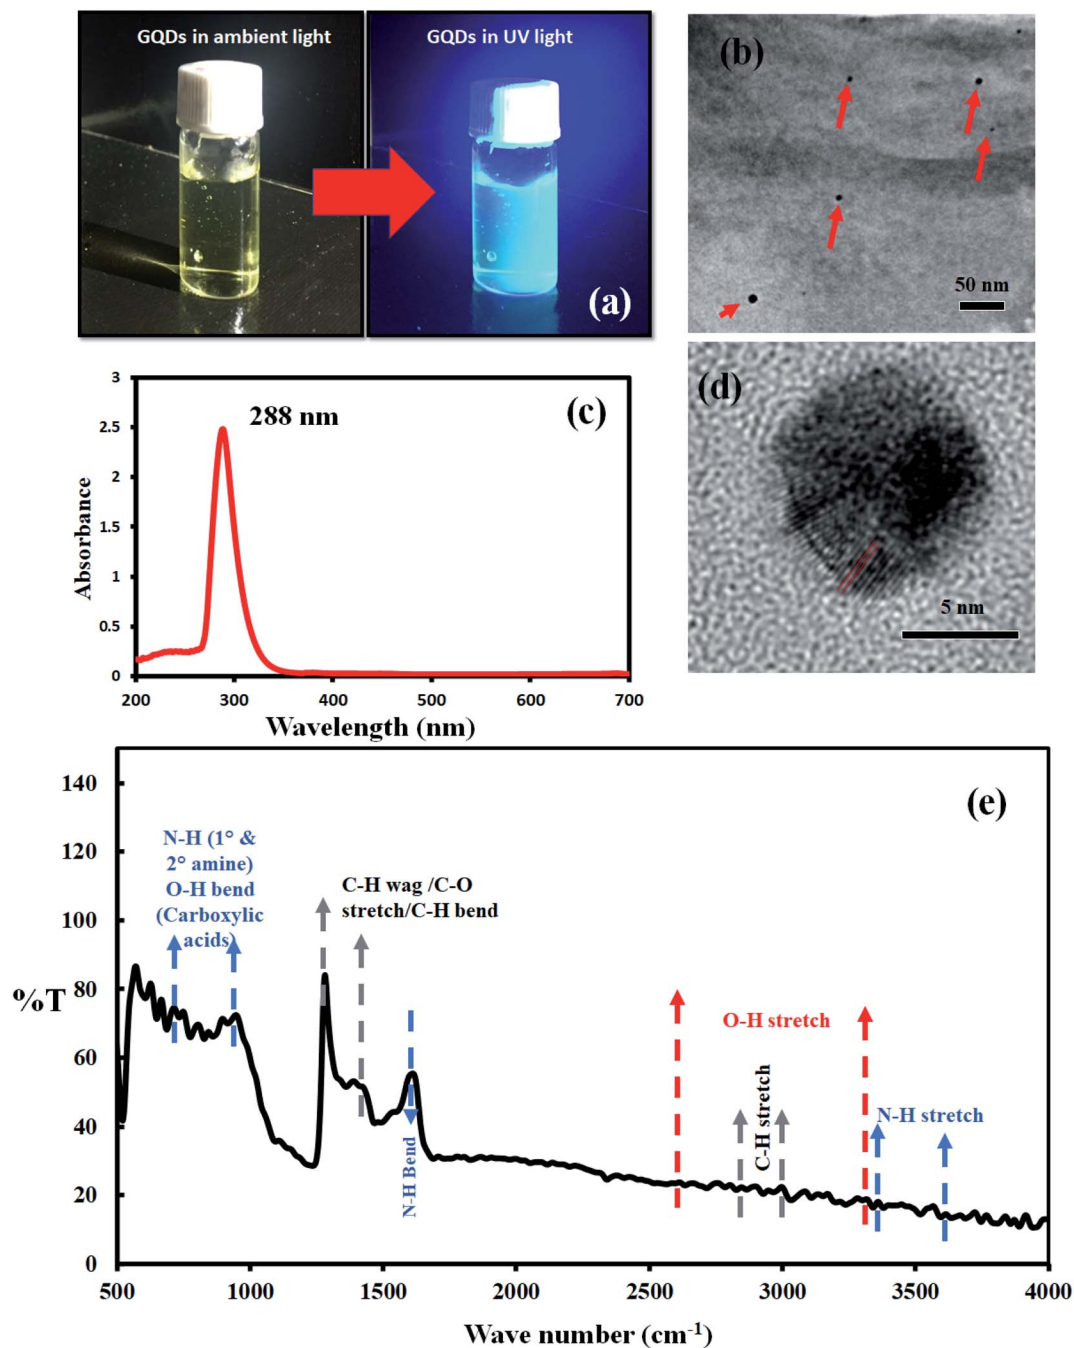 GQDs in ambient light
GQDs in UV light
(a)
(b)
50 nm
3
2.5
2
1.5
1
0.5
0
200
300
400
500
600
700
288 nm
(c)
Absorbance
Wavelength (nm)
(d)
5 nm
140
120
100
80
60
40
20
0
%T
(e)
N-H (1° &
2° amine)
O-H bend
(Carboxylic
acids)
C-H wag /C-O
stretch/C-H bend
N-H Bend
O-H stretch
C-H stretch
N-H stretch
500
1000
1500
2000
2500
3000
3500
4000
Wave number (cm⁻¹)